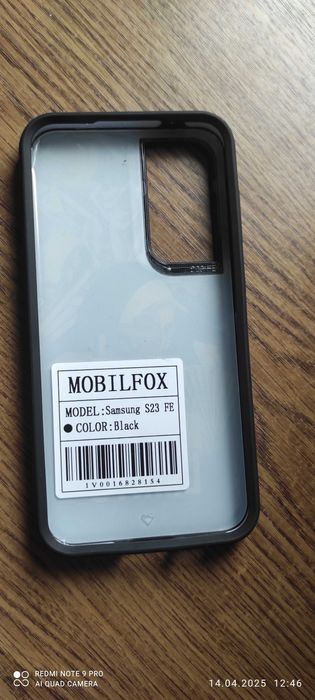 MOBILFOX
MODEL:Samsung S23 FE
COLOR:Black
1V0016828154
REDMI NOTE 9 PRO
AI QUAD CAMERA
14.04.2025 12:46